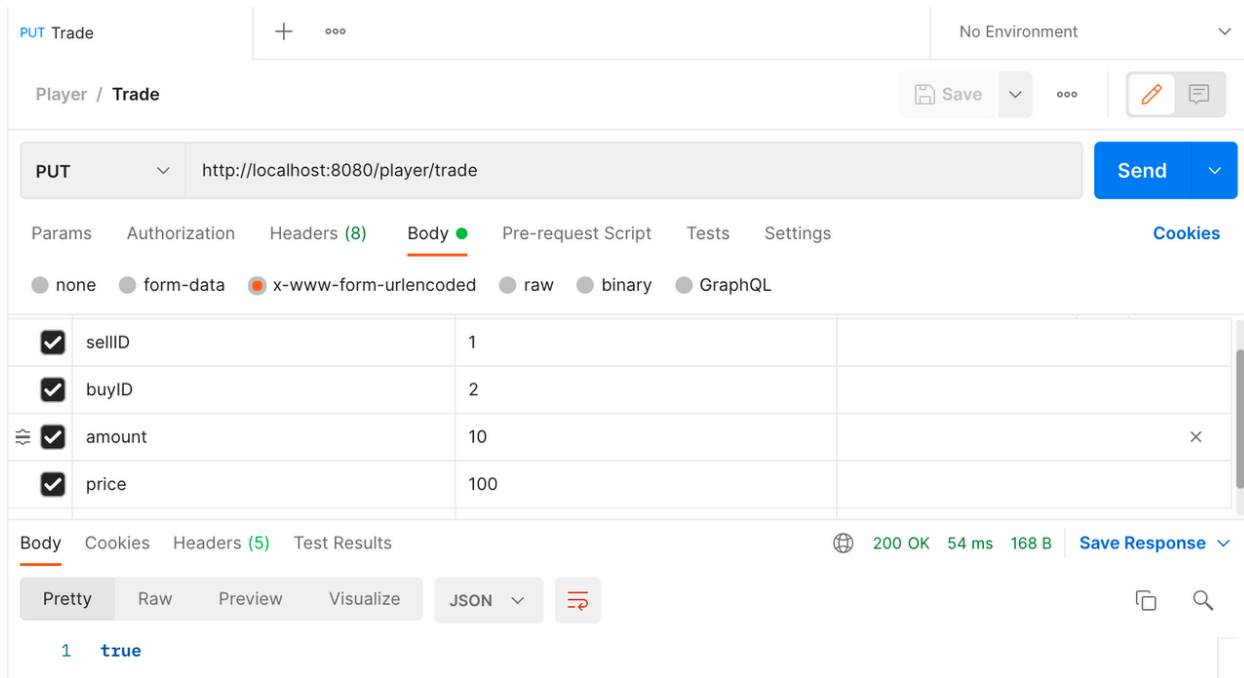 PUT Trade
No Environment
Player / Trade
Save
PUT
http://localhost:8080/player/trade
Send
Params Authorization Headers (8) Body Pre-request Script Tests Settings Cookies
none form-data x-www-form-urlencoded raw binary GraphQL
sellID 1
buyID 2
amount 10
price 100
Body Cookies Headers (5) Test Results 200 OK 54 ms 168 B Save Response
Pretty Raw Preview Visualize JSON
1 true